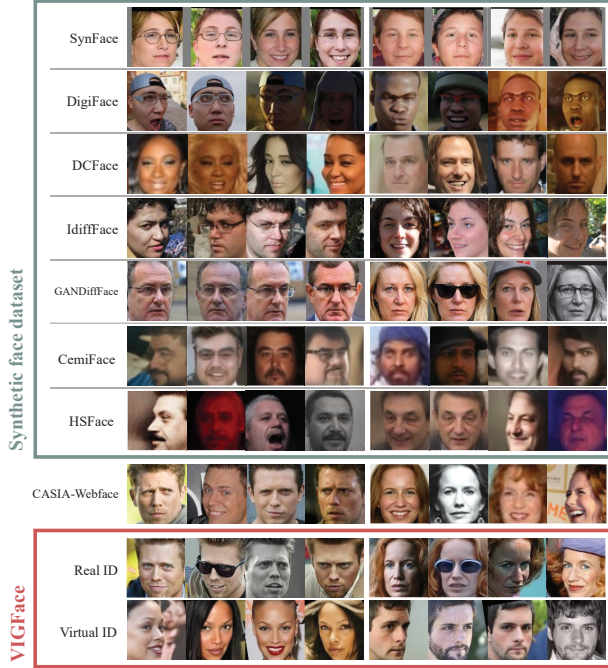 SynFace
DigiFace
DCFace
IdiffFace
GANDiffFace
CemiFace
HSFace
Synthetic face dataset
CASIA-Webface
Real ID
Virtual ID
VIGFace